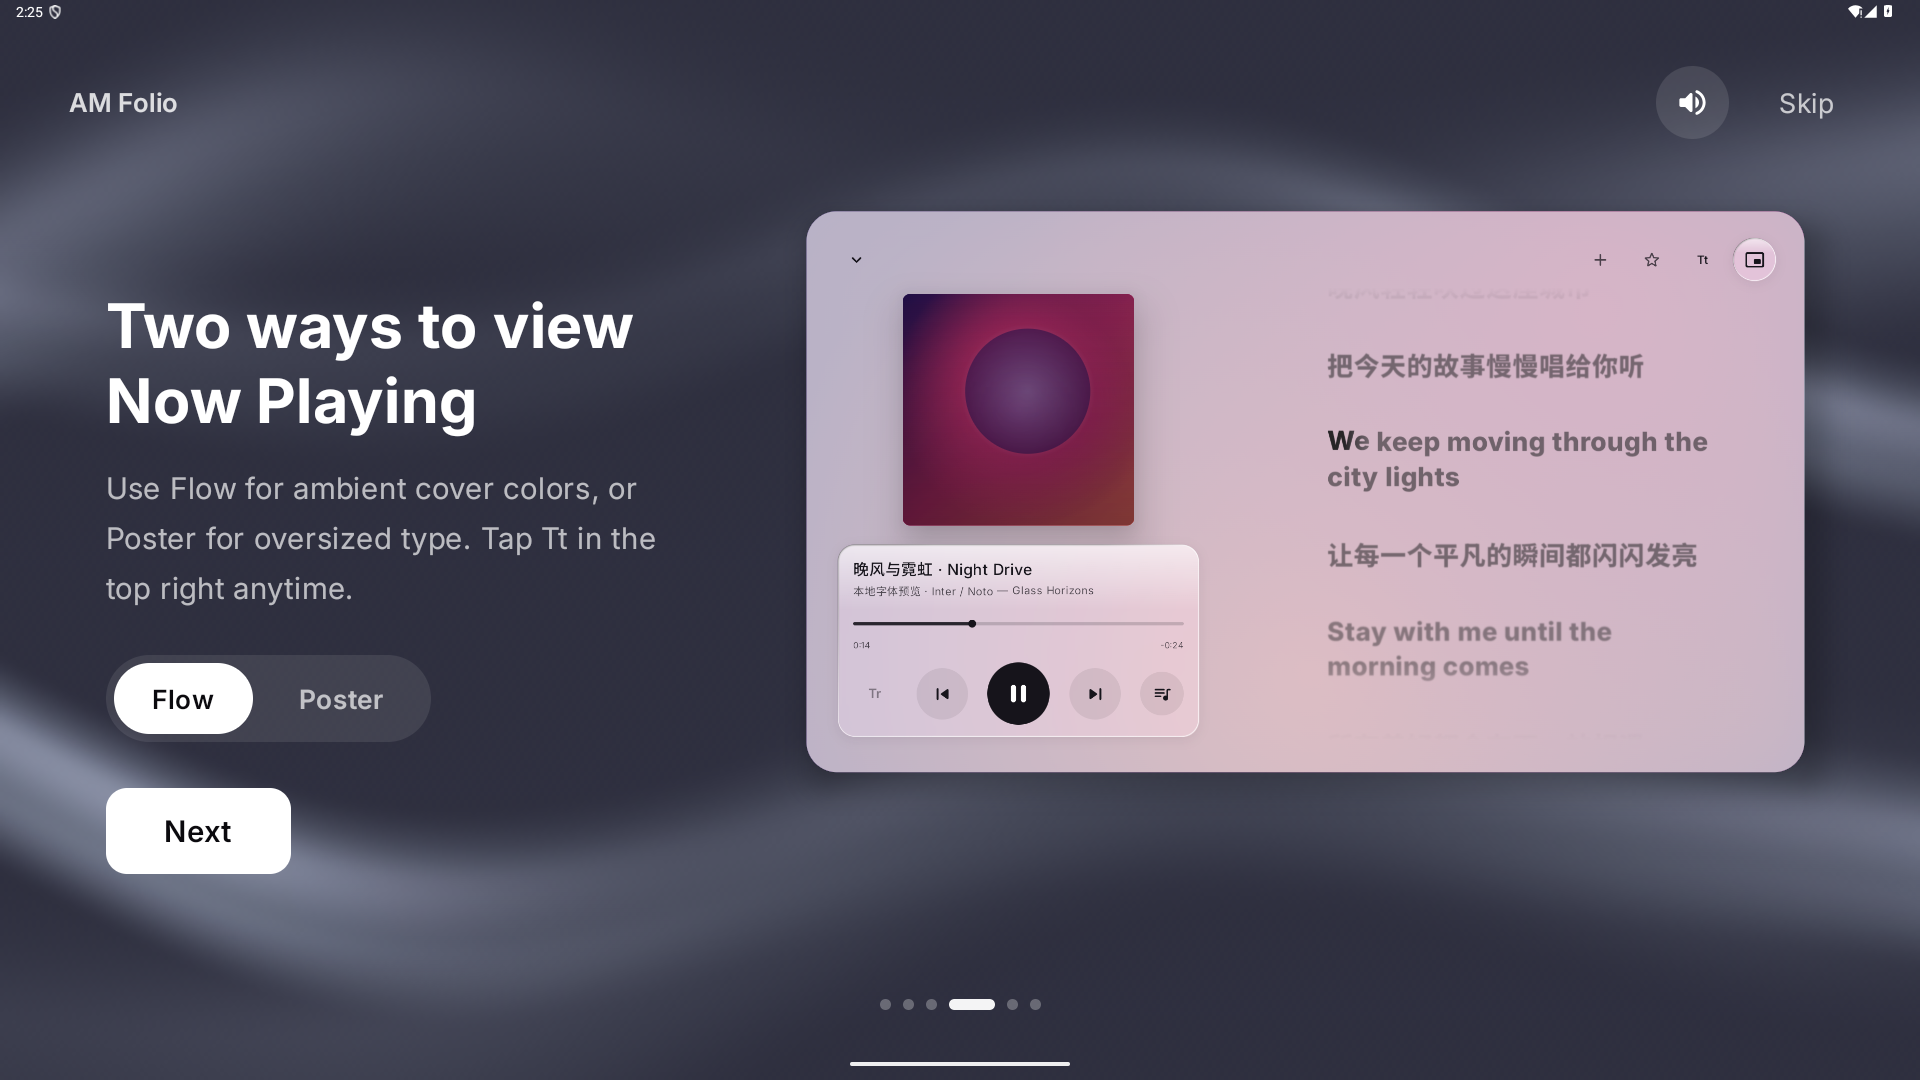 2:25
AM Folio
Skip
Two ways to view
Now Playing
Use Flow for ambient cover colors, or
Poster for oversized type. Tap Tt in the
top right anytime.
Flow
Poster
Next
Tt
晚风与霓虹 · Night Drive
本地字体预览 · Inter / Noto — Glass Horizons
0:14
-0:24
Tr
把今天的故事慢慢唱给你听
We keep moving through the
city lights
让每一个平凡的瞬间都闪闪发亮
Stay with me until the
morning comes